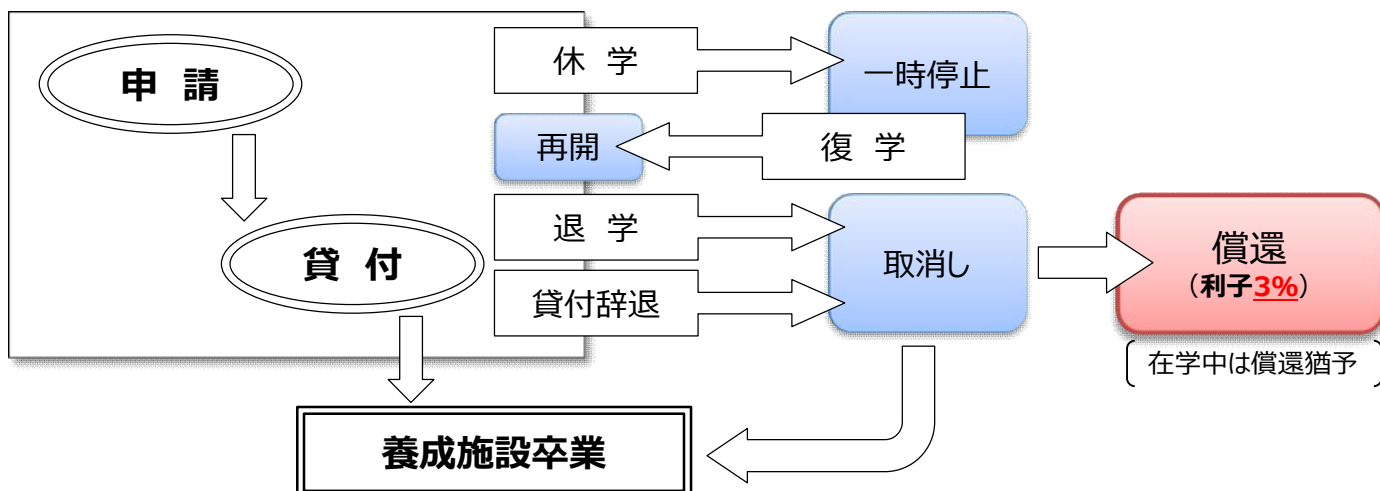 申 請
貸 付
休 学
一時停止
再開
復 学
退 学
貸付辞退
取消し
償還
（利子3%）
在学中は償還猶予
養成施設卒業